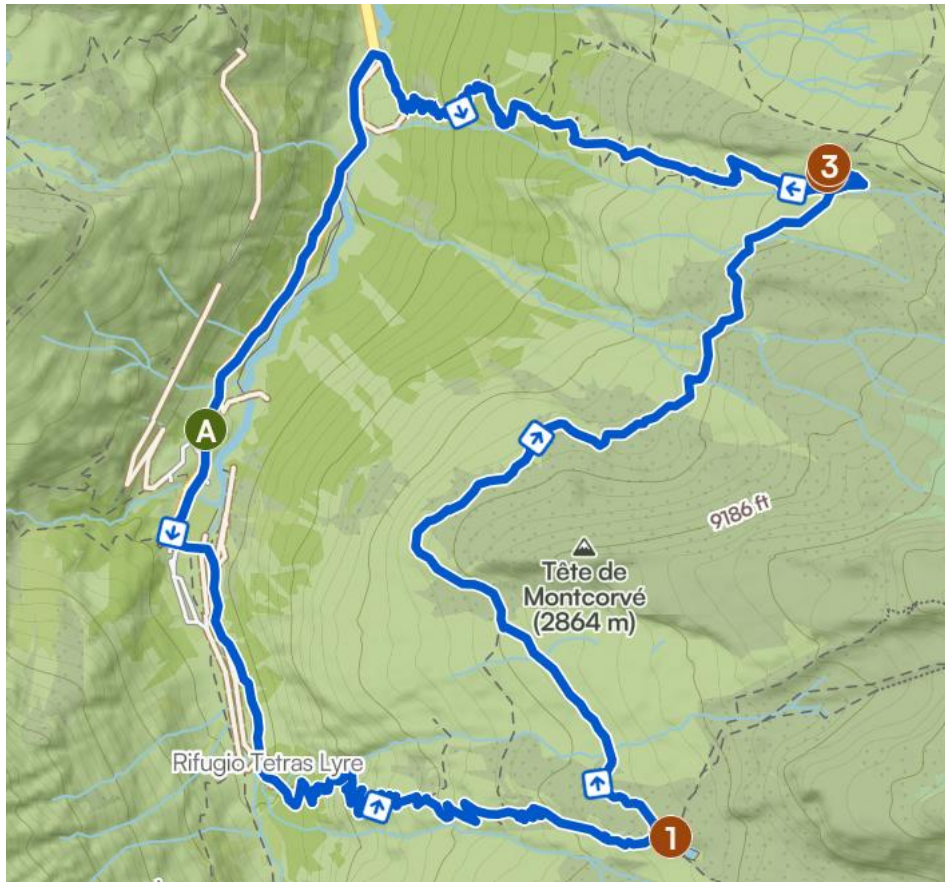 3
A
9186 ft
Tête de
Montcorvé
(2864 m)
Rifugio Tetras Lyre
1